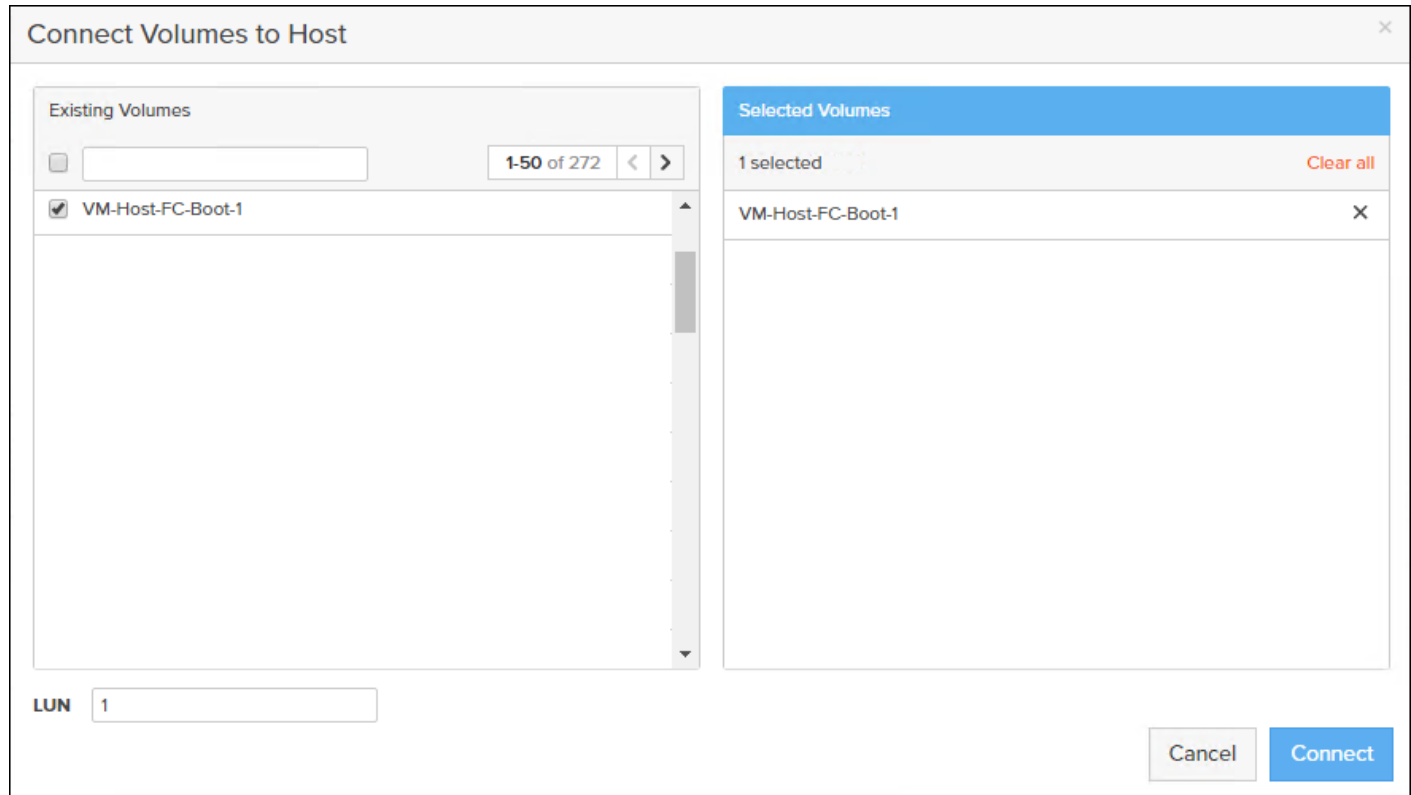 Connect Volumes to Host
×
Existing Volumes
1-50 of 272 < >
VM-Host-FC-Boot-1
Selected Volumes
1 selected Clear all
VM-Host-FC-Boot-1 ×
LUN 1
Cancel Connect